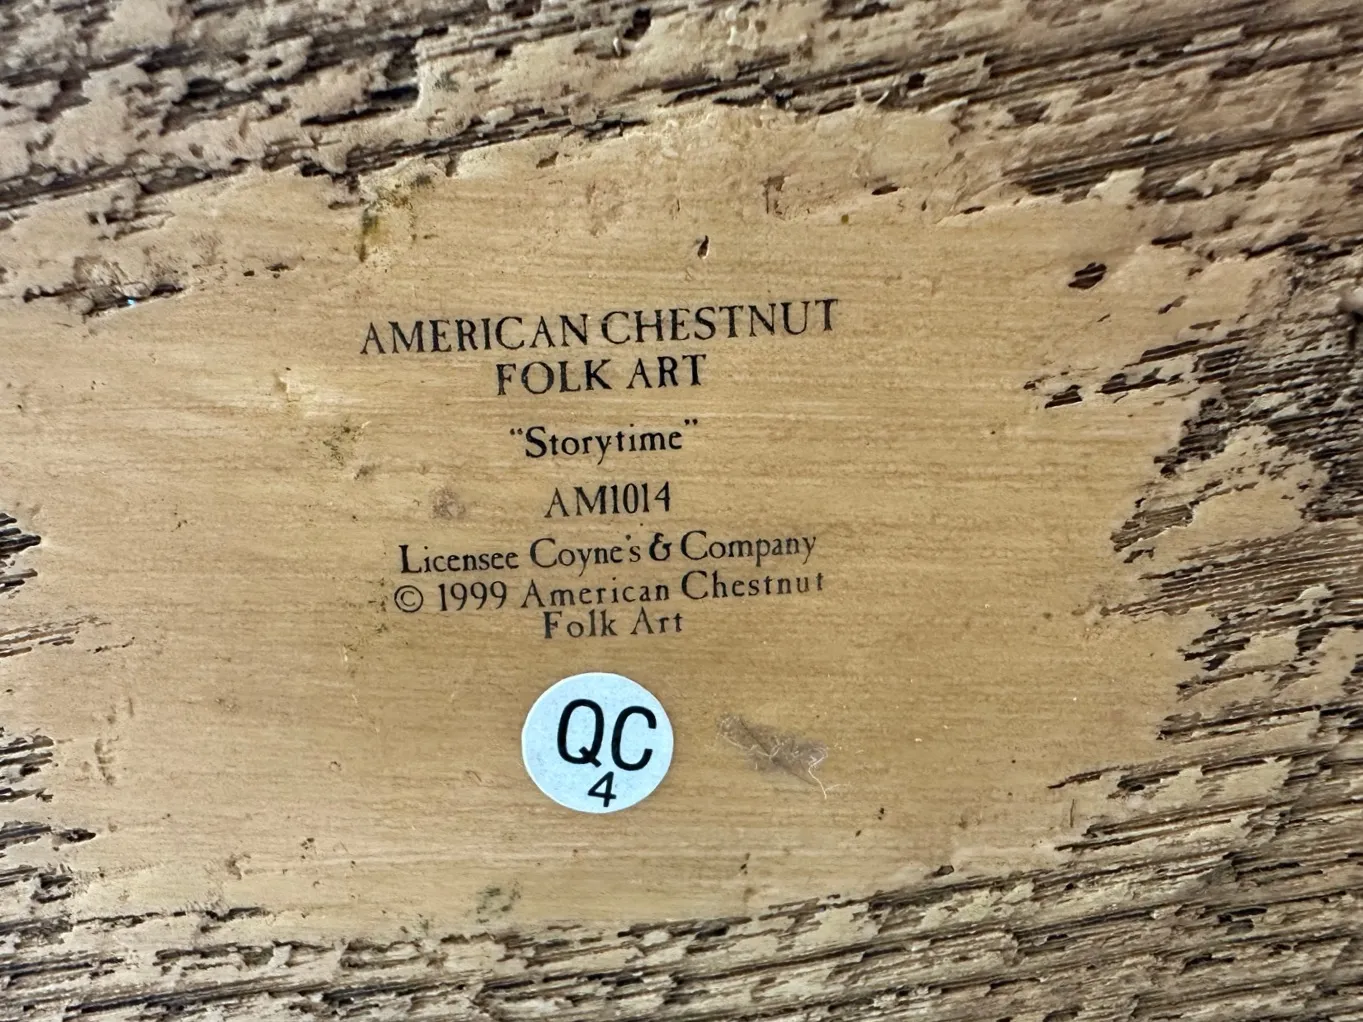 AMERICAN CHESTNUT
FOLK ART
"Storytime"
AM1014
Licensee Coyne's & Company
© 1999 American Chestnut
Folk Art
QC
4